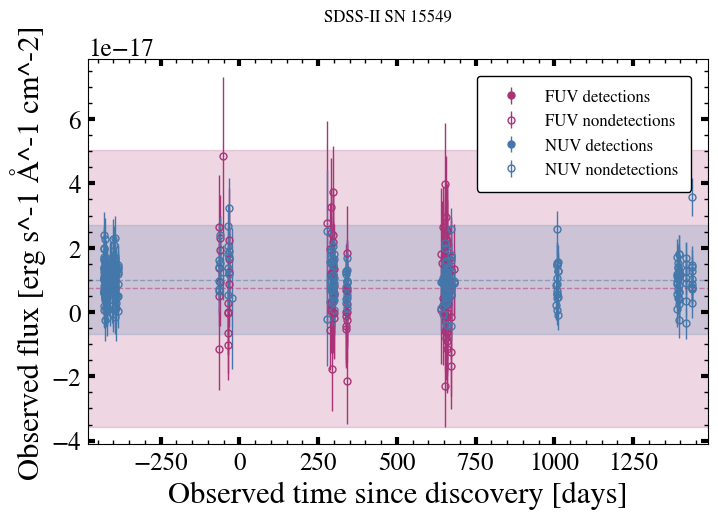 SDSS-II SN 15549
1e−17
FUV detections
FUV nondetections
NUV detections
NUV nondetections
6
4
2
0
−2
−4
Observed flux [erg s^-1 Å^-1 cm^-2]
−250 0 250 500 750 1000 1250
Observed time since discovery [days]